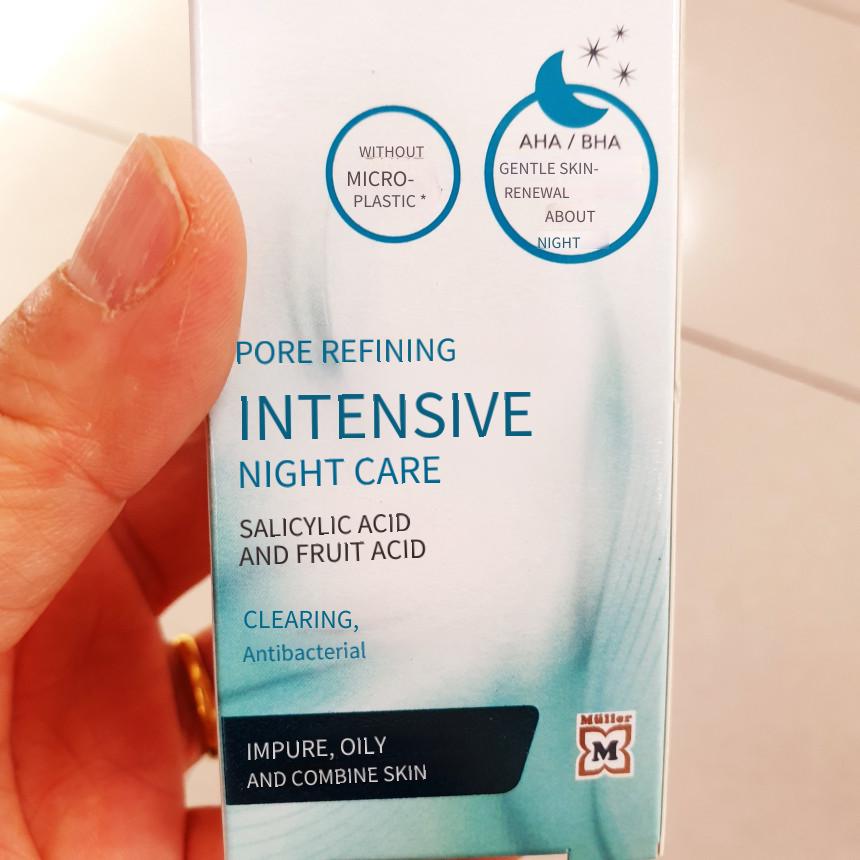 WITHOUT
MICRO-
PLASTIC *
AHA / BHA
GENTLE SKIN-
RENEWAL
ABOUT
NIGHT
PORE REFINING
INTENSIVE
NIGHT CARE
SALICYLIC ACID
AND FRUIT ACID
CLEARING,
Antibacterial
IMPURE, OILY
AND COMBINE SKIN
Müller
M